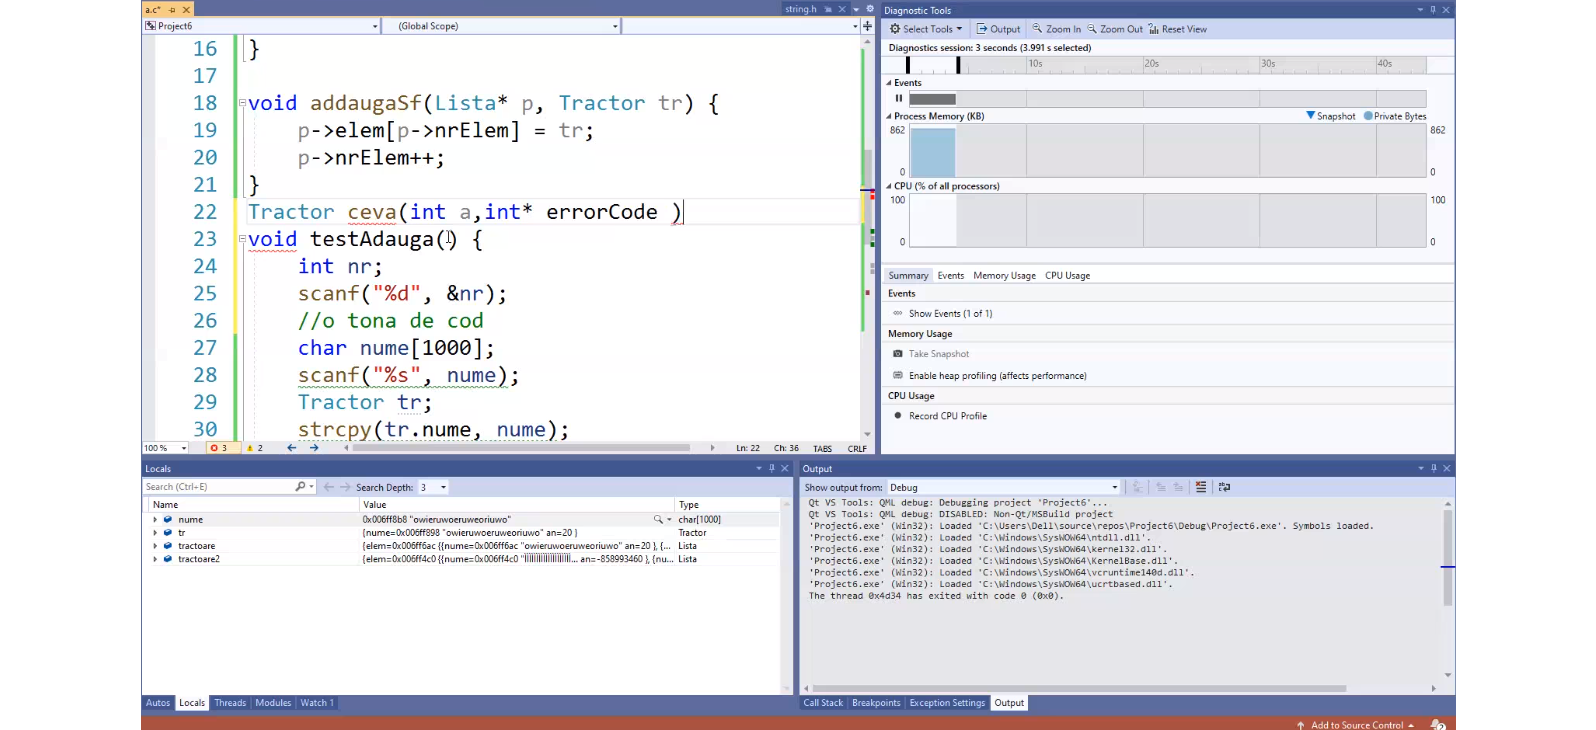 a.c*
string.h
Project6
(Global Scope)
16 }
17
18 void addaugaSf(Lista* p, Tractor tr) {
19 p->elem[p->nrElem] = tr;
20 p->nrElem++;
21 }
22 Tractor ceva(int a,int* errorCode )
23 void testAdauga() {
24 int nr;
25 scanf("%d", &nr);
26 //o tona de cod
27 char nume[1000];
28 scanf("%s", nume);
29 Tractor tr;
30 strcpy(tr.nume, nume);
100 %
3
2
Ln: 22 Ch: 36 TABS CRLF
Diagnostic Tools
Select Tools Output Zoom In Zoom Out Reset View
Diagnostics session: 3 seconds (3.991 s selected)
10s 20s 30s 40s
Events
Process Memory (KB) Snapshot Private Bytes
862 862
0 0
CPU (% of all processors)
100 100
0 0
Summary Events Memory Usage CPU Usage
Events
Show Events (1 of 1)
Memory Usage
Take Snapshot
Enable heap profiling (affects performance)
CPU Usage
Record CPU Profile
Locals
Search (Ctrl+E) Search Depth: 3
Name Value Type
nume 0x006ff8b8 "owieruwoeruweoriuwo" char[1000]
tr {nume=0x006ff898 "owieruwoeruweoriuwo" an=20 } Tractor
tractoare {elem=0x006ff6ac {{nume=0x006ff6ac "owieruwoeruweoriuwo" an=20 }, {... Lista
tractoare2 {elem=0x006ff4c0 {{nume=0x006ff4c0 ... an=-858993460 }, {nu... Lista
Autos Locals Threads Modules Watch 1
Output
Show output from: Debug
Qt VS Tools: QML debug: Debugging project 'Project6'...
Qt VS Tools: QML debug: DISABLED: Non-Qt/MSBuild project
'Project6.exe' (Win32): Loaded 'C:\Users\Dell\source\repos\Project6\Debug\Project6.exe'. Symbols loaded.
'Project6.exe' (Win32): Loaded 'C:\Windows\SysWOW64\ntdll.dll'.
'Project6.exe' (Win32): Loaded 'C:\Windows\SysWOW64\kernel32.dll'.
'Project6.exe' (Win32): Loaded 'C:\Windows\SysWOW64\KernelBase.dll'.
'Project6.exe' (Win32): Loaded 'C:\Windows\SysWOW64\vcruntime140d.dll'.
'Project6.exe' (Win32): Loaded 'C:\Windows\SysWOW64\ucrtbased.dll'.
The thread 0x4d34 has exited with code 0 (0x0).
Call Stack Breakpoints Exception Settings Output
Add to Source Control
2